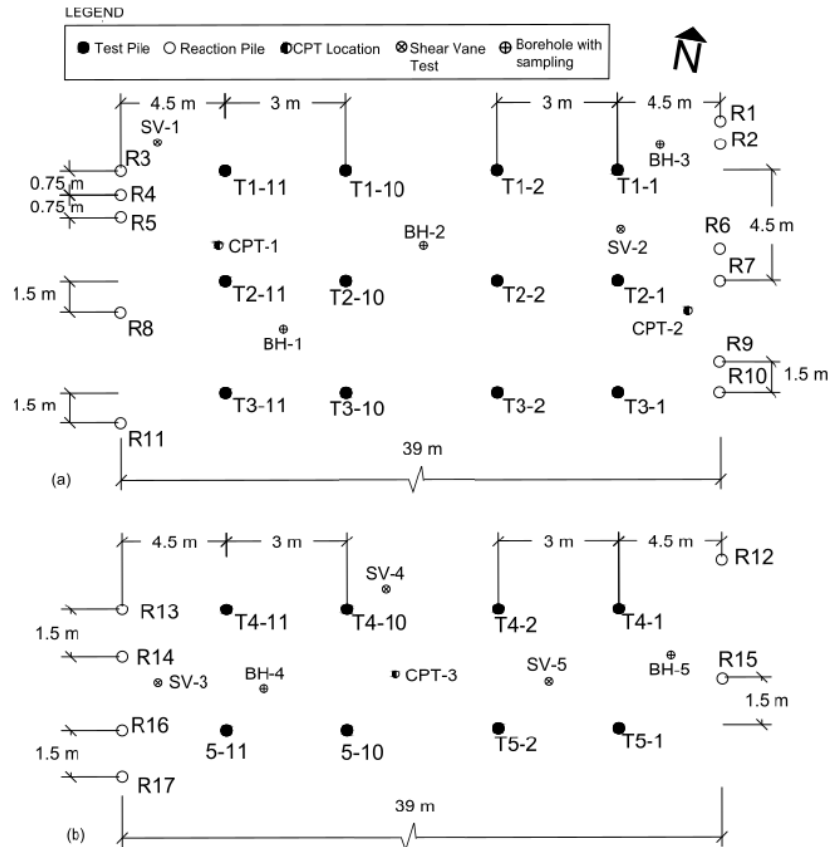 LEGEND
Test Pile Reaction Pile CPT Location Shear Vane Test Borehole with sampling
N
4.5 m 3 m 3 m 4.5 m
R1
SV-1 R2
R3 BH-3
0.75 m R4 T1-11 T1-10 T1-2 T1-1
0.75 m R5 4.5 m
CPT-1 BH-2 SV-2 R6
R7
1.5 m T2-11 T2-10 T2-2 T2-1
R8 CPT-2
BH-1 R9
R10 1.5 m
1.5 m T3-11 T3-10 T3-2 T3-1
R11
39 m
(a)
4.5 m 3 m 3 m 4.5 m
SV-4 R12
R13 T4-11 T4-10 T4-2 T4-1
1.5 m
R14 SV-3 BH-4 CPT-3 SV-5 BH-5 R15
1.5 m
R16 5-11 5-10 T5-2 T5-1
1.5 m
R17
39 m
(b)